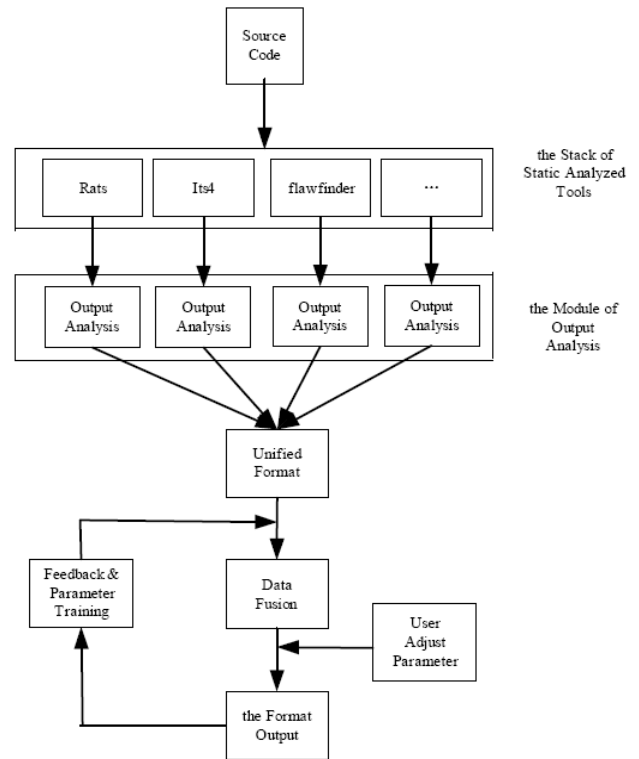 Source
Code
the Stack of
Static Analyzed
Tools
Rats
Its4
flawfinder
...
Output
Analysis
Output
Analysis
Output
Analysis
Output
Analysis
the Module of
Output
Analysis
Unified
Format
Feedback &
Parameter
Training
Data
Fusion
User
Adjust
Parameter
the Format
Output